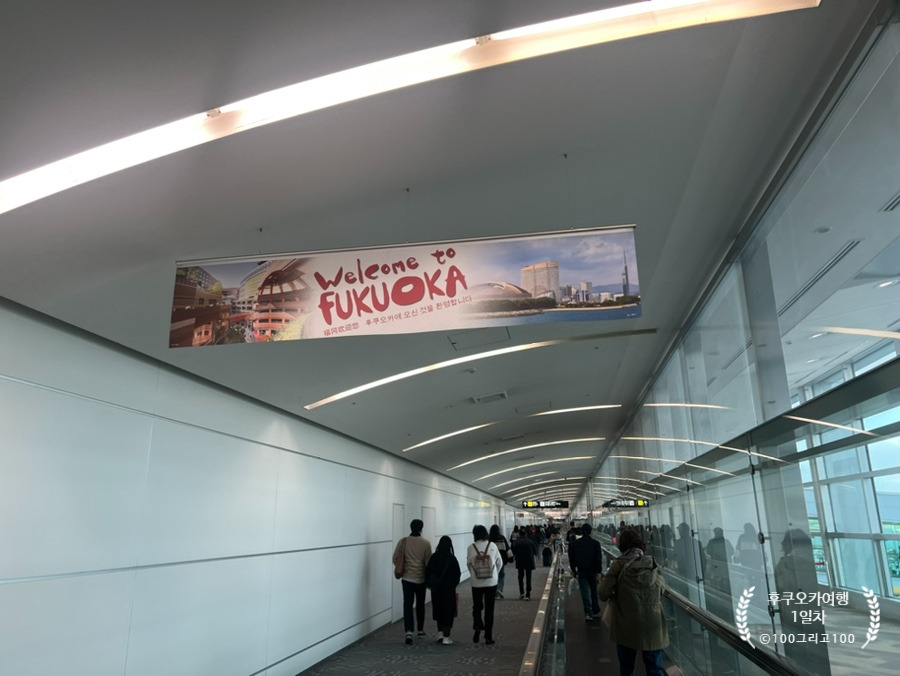 Welcome to
FUKUOKA
福冈欢迎您 후쿠오카에 오신 것을 환영합니다
후쿠오카여행
1일차
©100그리고100